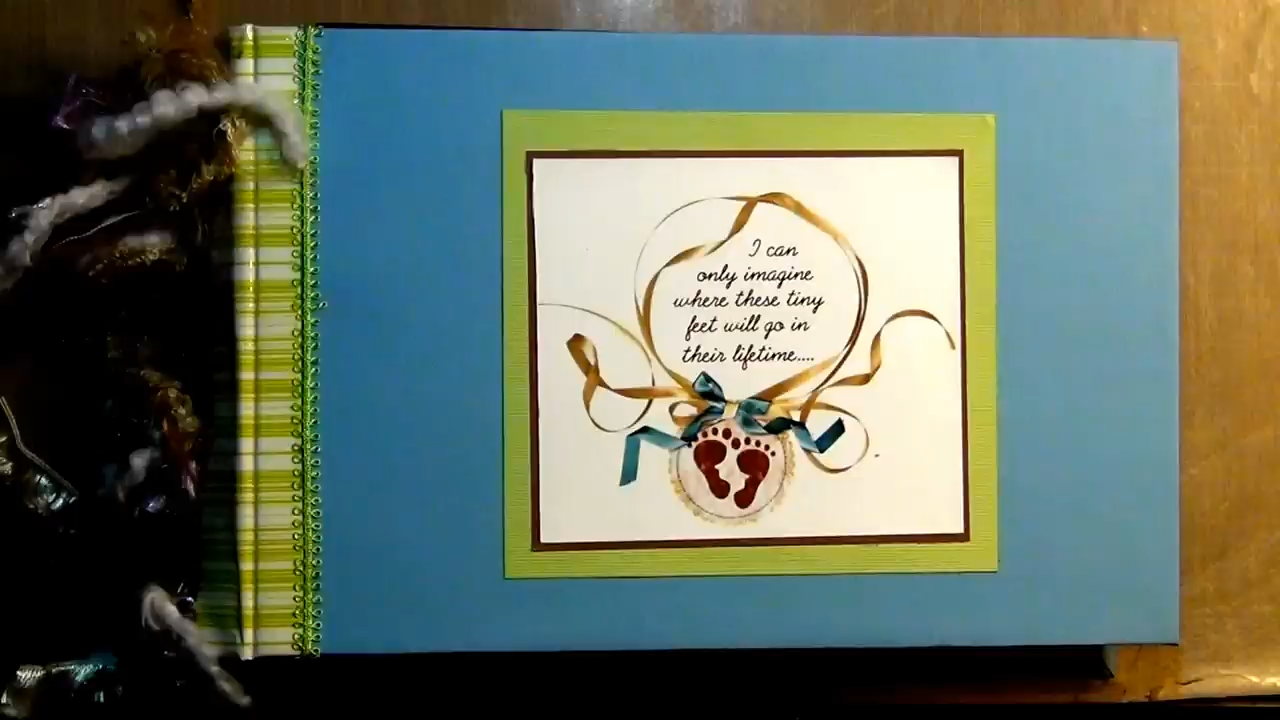 I can
only imagine
where these tiny
feet will go in
their lifetime....